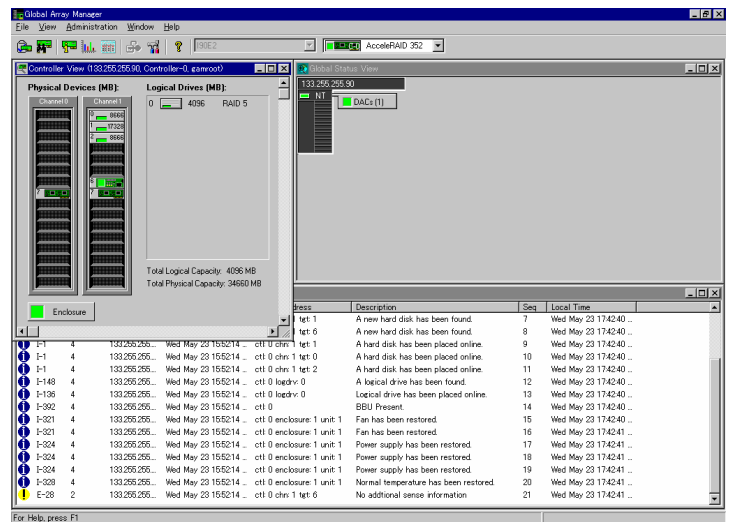 Global Array Manager
File View Administration Window Help
I90E2 AcceleRAID 352
Controller View (133.255.255.90, Controller-0, gamroot)
Physical Devices (MB): Logical Drives (MB):
Channel 0 Channel 1
0 8666
1 17328
2 8666
6
7 7
0 4096 RAID 5
Total Logical Capacity: 4096 MB
Total Physical Capacity: 34660 MB
Enclosure
Global Status View
133.255.255.90
NT
DACs (1)
dress Description Seq Local Time
1 tgt: 1 A new hard disk has been found. 7 Wed May 23 17:42:40 ...
1 tgt: 6 A new hard disk has been found. 8 Wed May 23 17:42:40 ...
I-1 4 133.255.255... Wed May 23 15:52:14 ... ctl: 0 chn: 1 tgt: 1 A hard disk has been placed online. 9 Wed May 23 17:42:40 ...
I-1 4 133.255.255... Wed May 23 15:52:14 ... ctl: 0 chn: 1 tgt: 0 A hard disk has been placed online. 10 Wed May 23 17:42:40 ...
I-1 4 133.255.255... Wed May 23 15:52:14 ... ctl: 0 chn: 1 tgt: 2 A hard disk has been placed online. 11 Wed May 23 17:42:40 ...
I-148 4 133.255.255... Wed May 23 15:52:14 ... ctl: 0 logdrv: 0 A logical drive has been found. 12 Wed May 23 17:42:40 ...
I-136 4 133.255.255... Wed May 23 15:52:14 ... ctl: 0 logdrv: 0 Logical drive has been placed online. 13 Wed May 23 17:42:40 ...
I-392 4 133.255.255... Wed May 23 15:52:14 ... ctl: 0 BBU Present. 14 Wed May 23 17:42:40 ...
I-321 4 133.255.255... Wed May 23 15:52:14 ... ctl: 0 enclosure: 1 unit: 1 Fan has been restored. 15 Wed May 23 17:42:40 ...
I-321 4 133.255.255... Wed May 23 15:52:14 ... ctl: 0 enclosure: 1 unit: 2 Fan has been restored. 16 Wed May 23 17:42:41 ...
I-324 4 133.255.255... Wed May 23 15:52:14 ... ctl: 0 enclosure: 1 unit: 1 Power supply has been restored. 17 Wed May 23 17:42:41 ...
I-324 4 133.255.255... Wed May 23 15:52:14 ... ctl: 0 enclosure: 1 unit: 1 Power supply has been restored. 18 Wed May 23 17:42:41 ...
I-324 4 133.255.255... Wed May 23 15:52:14 ... ctl: 0 enclosure: 1 unit: 1 Power supply has been restored. 19 Wed May 23 17:42:41 ...
I-328 4 133.255.255... Wed May 23 15:52:14 ... ctl: 0 enclosure: 1 unit: 1 Normal temperature has been restored. 20 Wed May 23 17:42:41 ...
E-28 2 133.255.255... Wed May 23 15:52:14 ... ctl: 0 chn: 1 tgt: 6 No addtional sense information 21 Wed May 23 17:42:41 ...
For Help, press F1